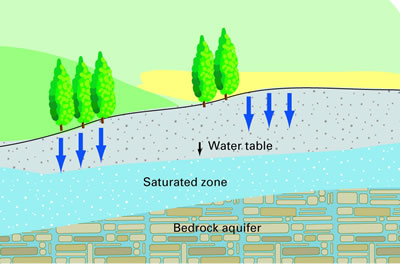 Water table
Saturated zone
Bedrock aquifer